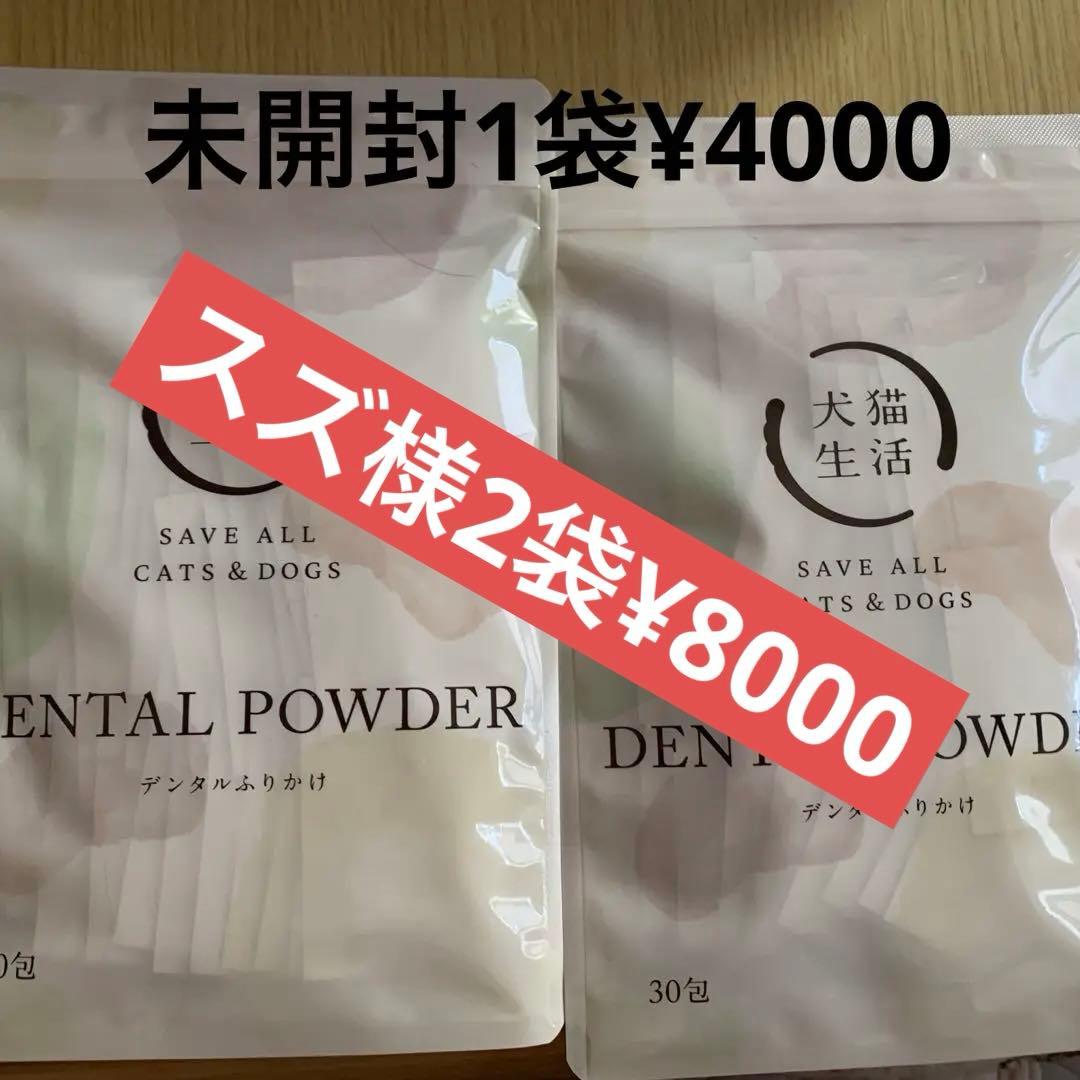 未開封1袋¥4000
スズ様2袋¥8000
SAVE ALL
CATS & DOGS
ENTAL POWDER
デンタルふりかけ
0包
犬猫
生活
SAVE ALL
ATS & DOGS
DEN
OWD
デンタ
りかけ
30包